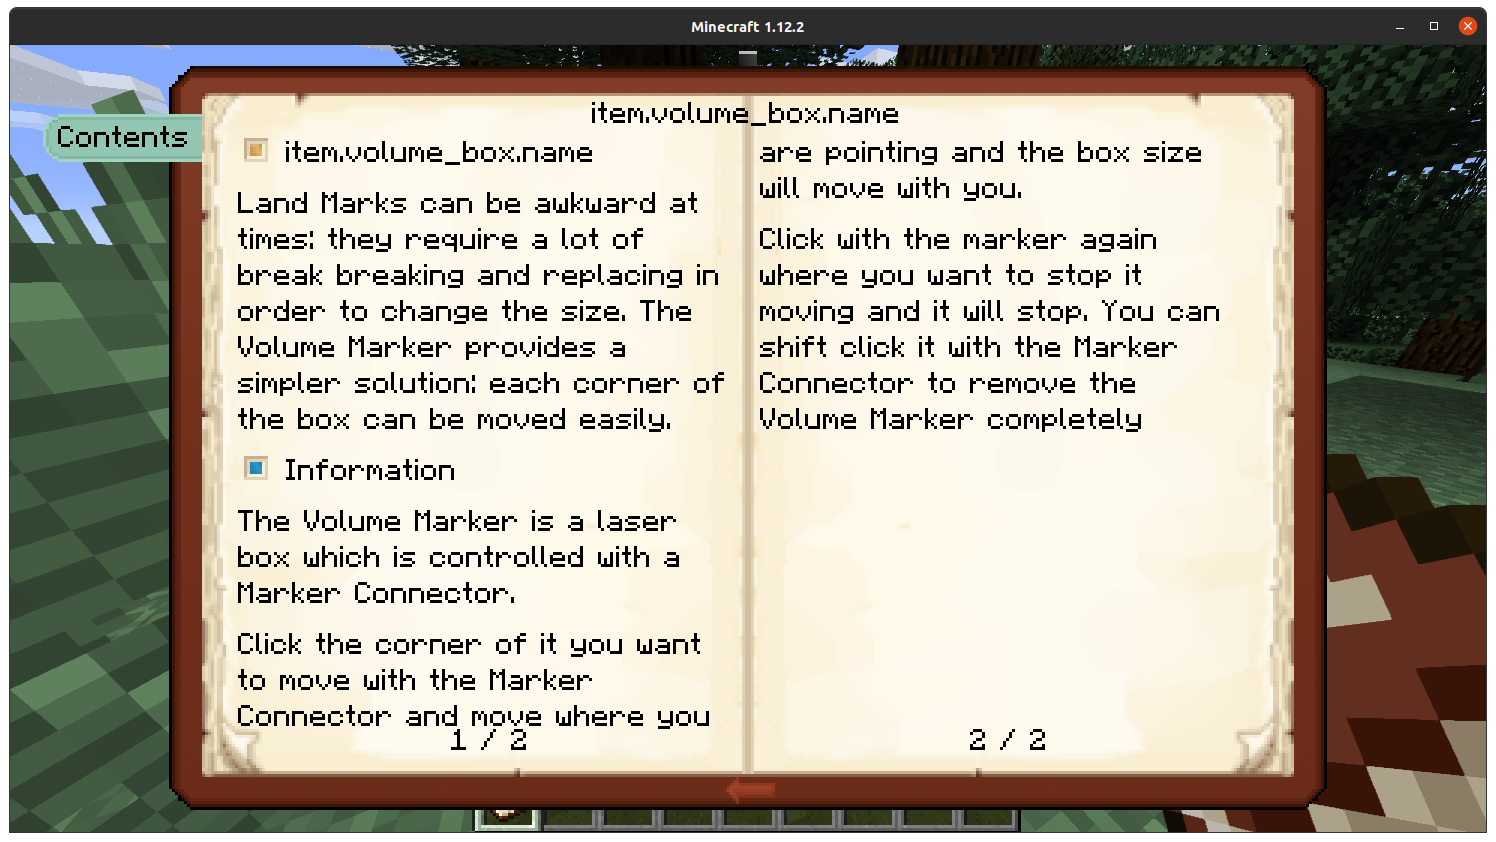 Minecraft 1.12.2
Contents
item.volume_box.name
item.volume_box.name
Land Marks can be awkward at
times: they require a lot of
break breaking and replacing in
order to change the size. The
Volume Marker provides a
simpler solution: each corner of
the box can be moved easily.
Information
The Volume Marker is a laser
box which is controlled with a
Marker Connector.
Click the corner of it you want
to move with the Marker
Connector and move where you
1 / 2
are pointing and the box size
will move with you.
Click with the marker again
where you want to stop it
moving and it will stop. You can
shift click it with the Marker
Connector to remove the
Volume Marker completely
2 / 2